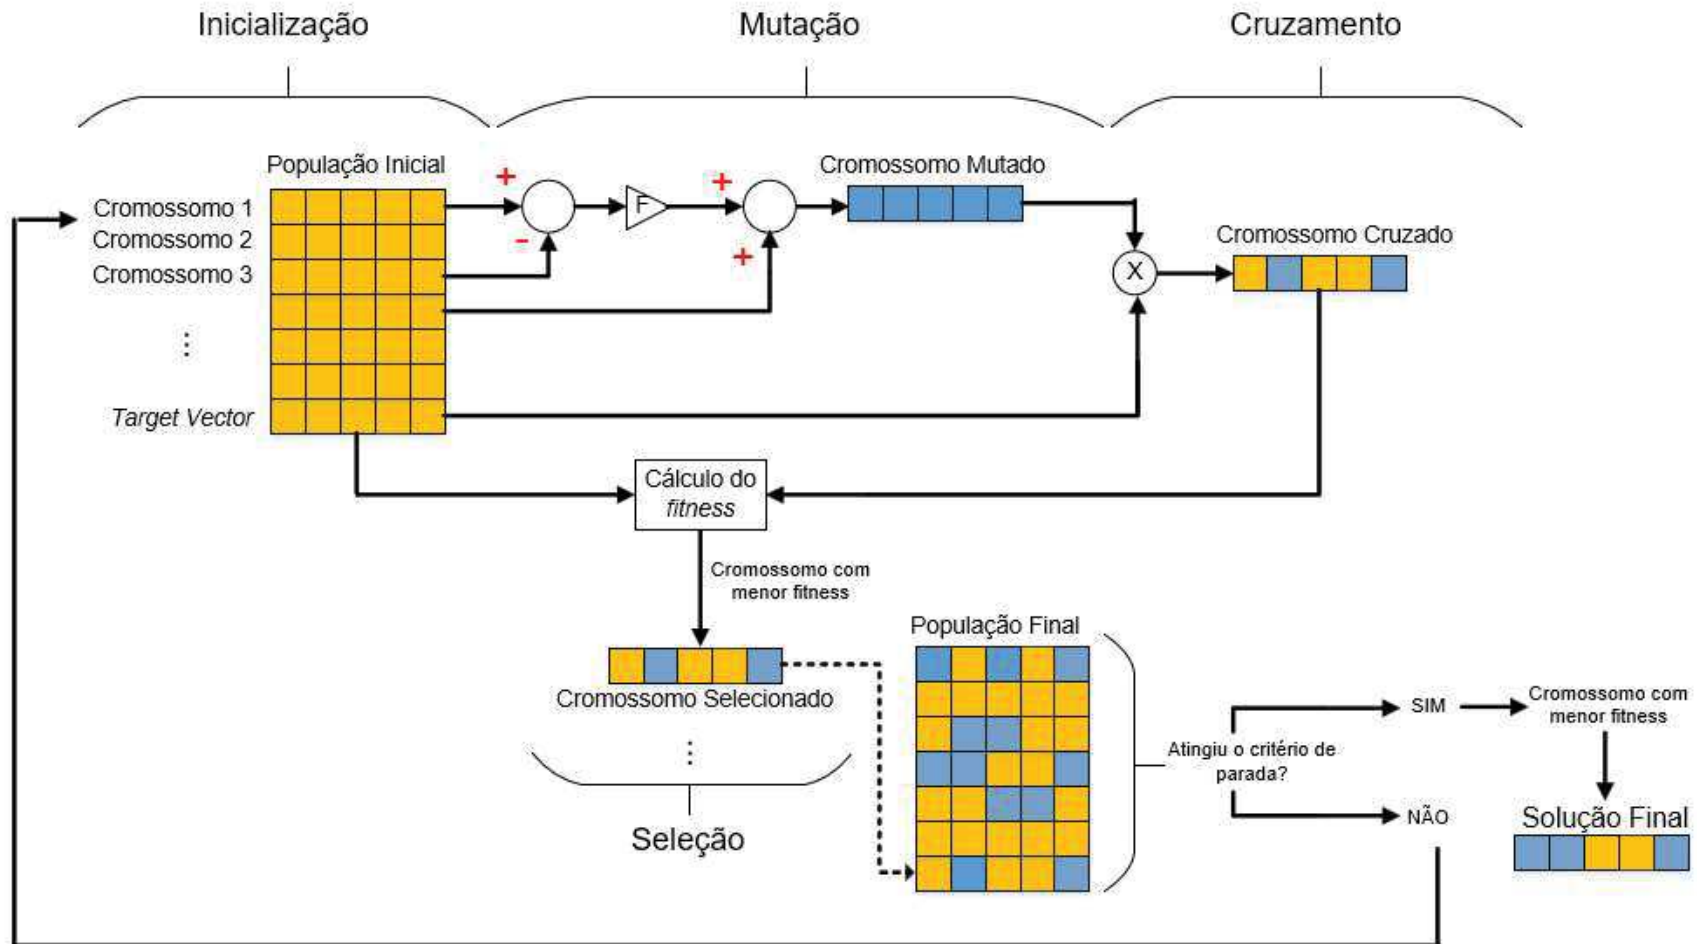 Inicialização
Mutação
Cruzamento
População Inicial
Cromossomo 1
Cromossomo 2
Cromossomo 3
⋮
Target Vector
+
-
F
+
+
Cromossomo Mutado
X
Cromossomo Cruzado
Cálculo do
fitness
Cromossomo com
menor fitness
Cromossomo Selecionado
⋮
Seleção
População Final
Atingiu o critério de
parada?
SIM
NÃO
Cromossomo com
menor fitness
Solução Final